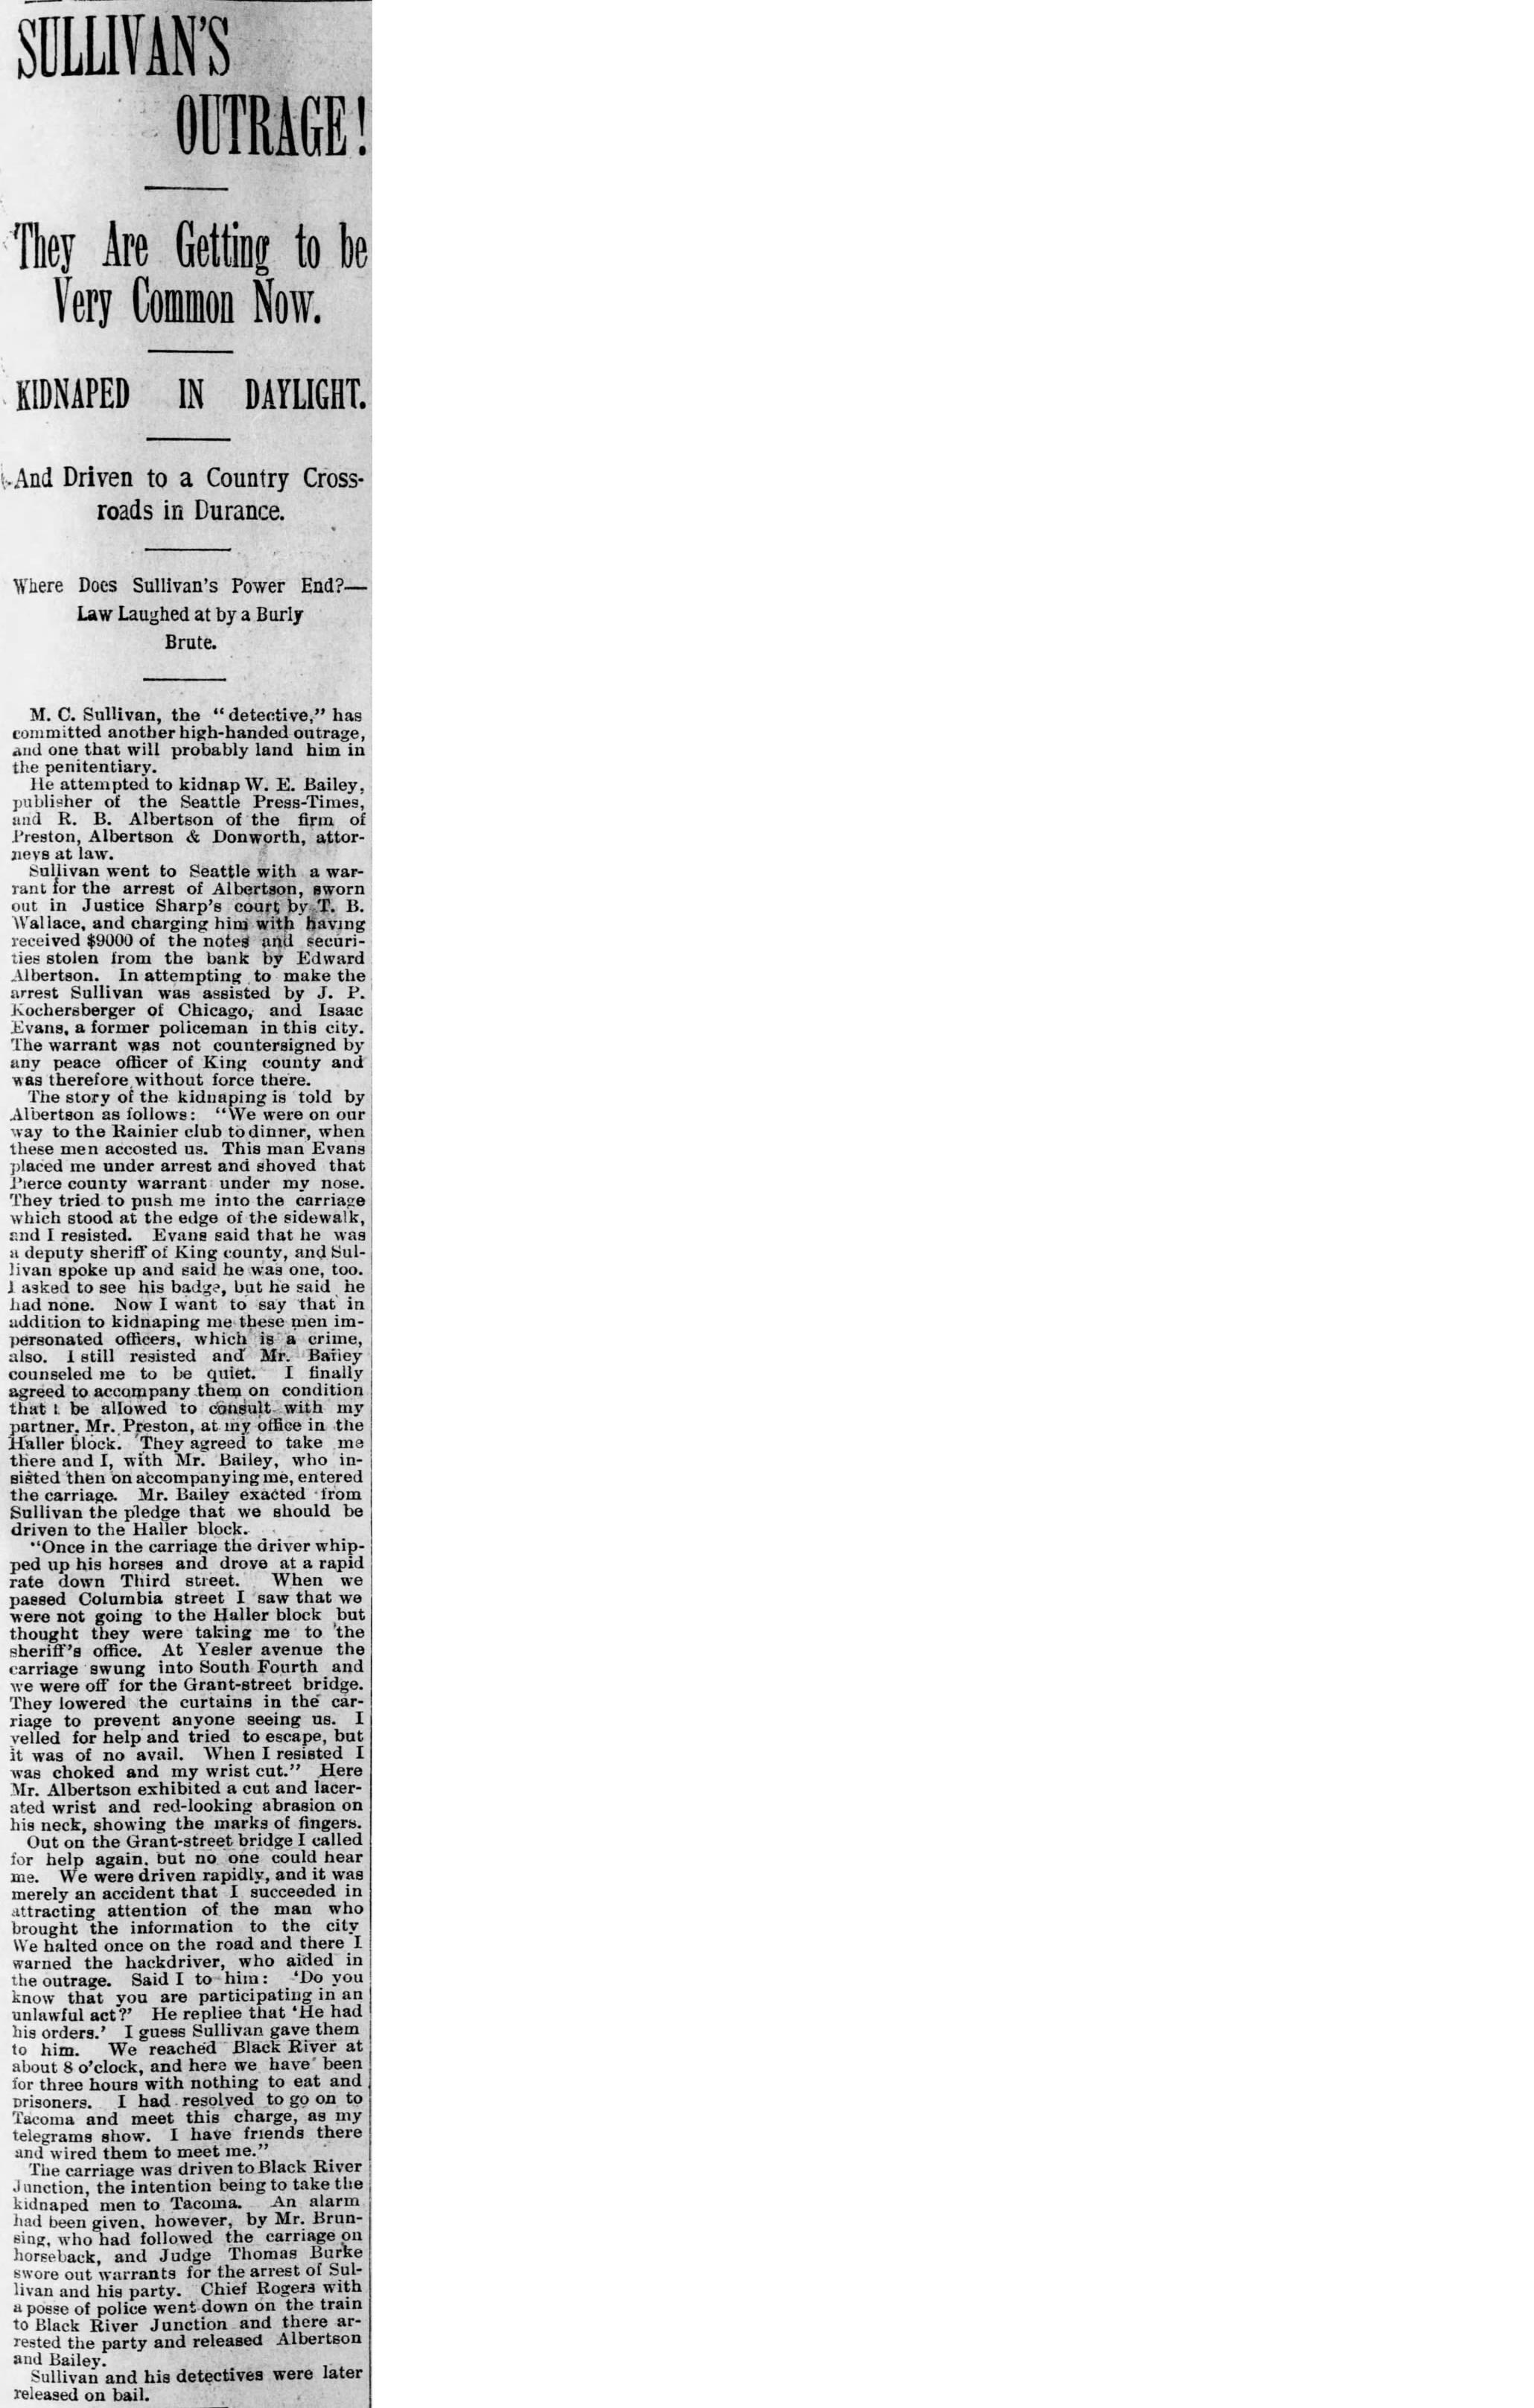 SULLIVAN'S
OUTRAGE!
They Are Getting to be
Very Common Now.
KIDNAPED IN DAYLIGHT.
And Driven to a Country Cross-
roads in Durance.
Where Does Sullivan's Power End?—
Law Laughed at by a Burly
Brute.
M. C. Sullivan, the "detective," has
committed another high-handed outrage,
and one that will probably land him in
the penitentiary.
He attempted to kidnap W. E. Bailey,
publisher of the Seattle Press-Times,
and R. B. Albertson of the firm of
Preston, Albertson & Donworth, attor-
neys at law.
Sullivan went to Seattle with a war-
rant for the arrest of Albertson, sworn
out in Justice Sharp's court by T. B.
Wallace, and charging him with having
received $9000 of the notes and securi-
ties stolen from the bank by Edward
Albertson. In attempting to make the
arrest Sullivan was assisted by J. P.
Kochersberger of Chicago, and Isaac
Evans, a former policeman in this city.
The warrant was not countersigned by
any peace officer of King county and
was therefore without force there.
The story of the kidnaping is told by
Albertson as follows: "We were on our
way to the Rainier club to dinner, when
these men accosted us. This man Evans
placed me under arrest and shoved that
Pierce county warrant under my nose.
They tried to push me into the carriage
which stood at the edge of the sidewalk,
and I resisted. Evans said that he was
a deputy sheriff of King county, and Sul-
livan spoke up and said he was one, too.
I asked to see his badge, but he said he
had none. Now I want to say that in
addition to kidnaping me these men im-
personated officers, which is a crime,
also. I still resisted and Mr. Bailey
counseled me to be quiet. I finally
agreed to accompany them on condition
that I be allowed to consult with my
partner, Mr. Preston, at my office in the
Haller block. They agreed to take me
there and I, with Mr. Bailey, who in-
sisted then on accompanying me, entered
the carriage. Mr. Bailey exacted from
Sullivan the pledge that we should be
driven to the Haller block.
"Once in the carriage the driver whip-
ped up his horses and drove at a rapid
rate down Third street. When we
passed Columbia street I saw that we
were not going to the Haller block but
thought they were taking me to the
sheriff's office. At Yesler avenue the
carriage swung into South Fourth and
we were off for the Grant-street bridge.
They lowered the curtains in the car-
riage to prevent anyone seeing us. I
yelled for help and tried to escape, but
it was of no avail. When I resisted I
was choked and my wrist cut." Here
Mr. Albertson exhibited a cut and lacer-
ated wrist and red-looking abrasion on
his neck, showing the marks of fingers.
Out on the Grant-street bridge I called
for help again, but no one could hear
me. We were driven rapidly, and it was
merely an accident that I succeeded in
attracting attention of the man who
brought the information to the city
We halted once on the road and there I
warned the hackdriver, who aided in
the outrage. Said I to him: 'Do you
know that you are participating in an
unlawful act?' He repliee that 'He had
his orders.' I guess Sullivan gave them
to him. We reached Black River at
about 8 o'clock, and here we have been
for three hours with nothing to eat and
prisoners. I had resolved to go on to
Tacoma and meet this charge, as my
telegrams show. I have friends there
and wired them to meet me."
The carriage was driven to Black River
Junction, the intention being to take the
kidnaped men to Tacoma. An alarm
had been given, however, by Mr. Brun-
sing, who had followed the carriage on
horseback, and Judge Thomas Burke
swore out warrants for the arrest of Sul-
livan and his party. Chief Rogers with
a posse of police went down on the train
to Black River Junction and there ar-
rested the party and released Albertson
and Bailey.
Sullivan and his detectives were later
released on bail.